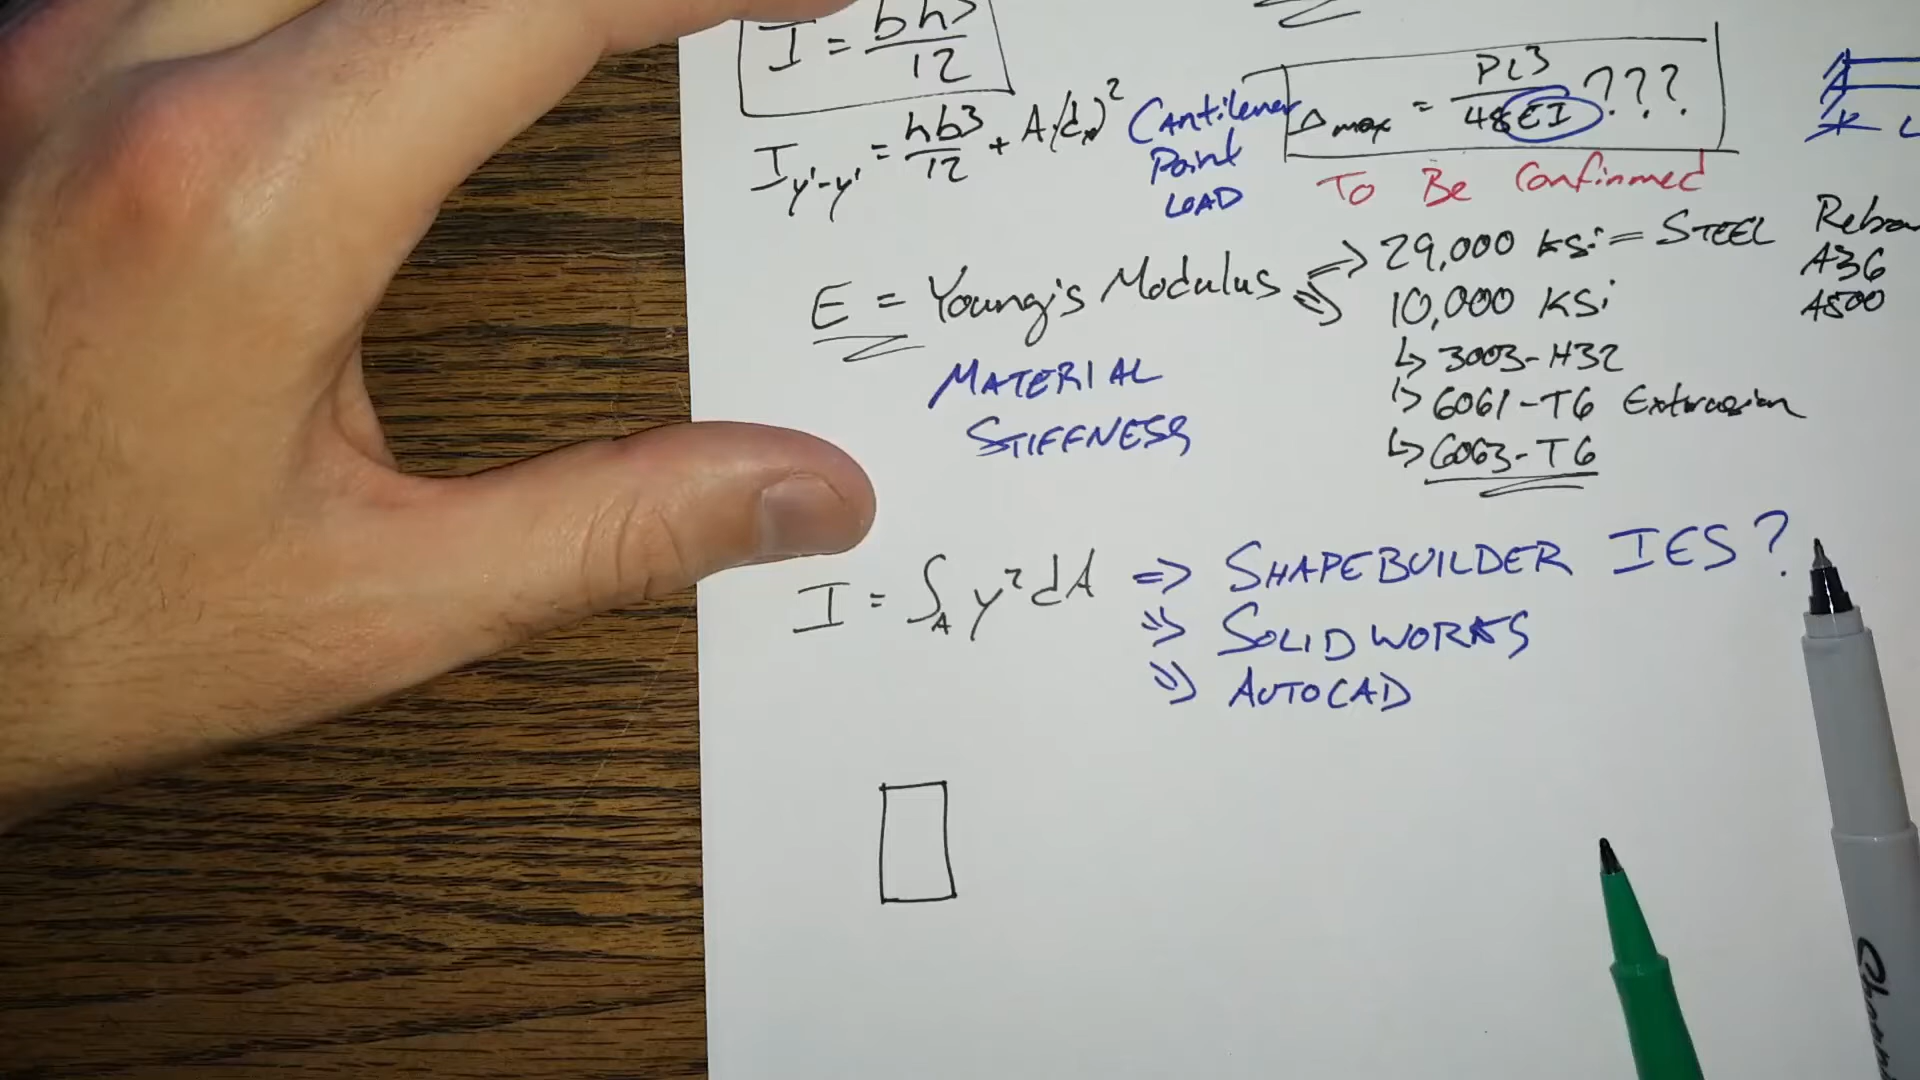 I = bh3/12
Iy'-y' = hb3/12 + A(dx)²
Cantilever
Point
LOAD
Δmax = PL3/48EI ???
To Be Confirmed
K L
E = Young's Modulus
MATERIAL
STIFFNESS
=> 29,000 ksi = STEEL
=> 10,000 ksi
↳ 3003-H32
↳ 6061-T6 Extrusion
↳ 6063-T6
A36
A500
I = ∫A y²dA => SHAPEBUILDER IES?
=> SOLIDWORKS
=> AUTOCAD